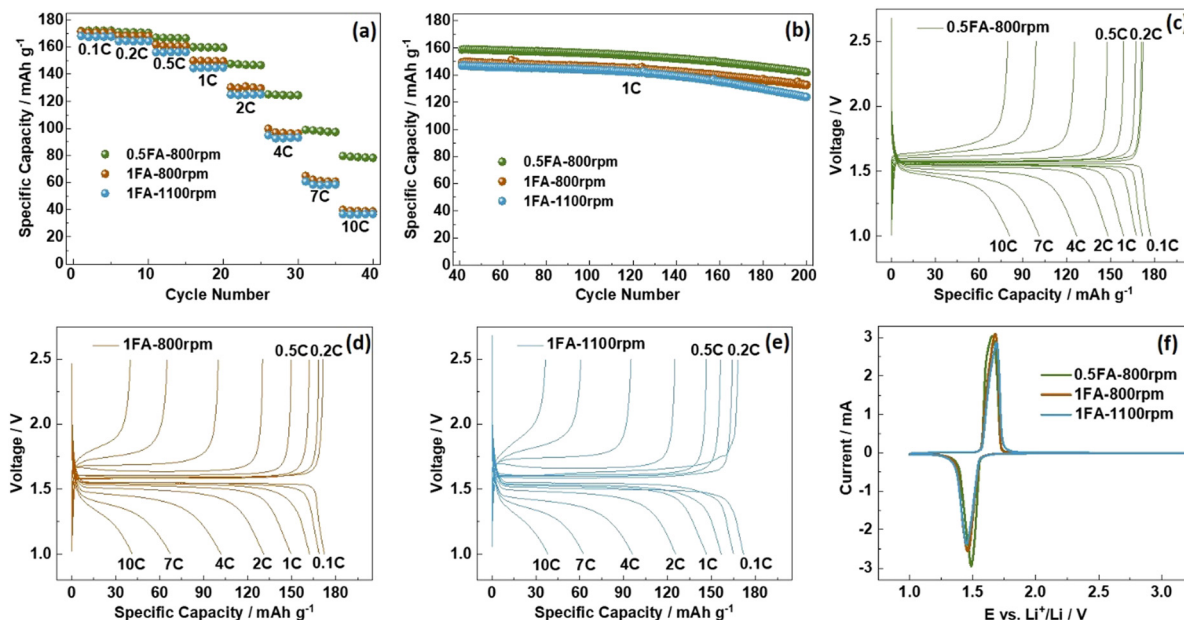 (a)
180
160
140
120
100
80
60
40
20
0
0.1C
0.2C
0.5C
1C
2C
4C
7C
10C
0.5FA-800rpm
1FA-800rpm
1FA-1100rpm
0 10 20 30 40
Cycle Number
Specific Capacity / mAh g⁻¹
(b)
180
160
140
120
100
80
60
40
20
0
1C
0.5FA-800rpm
1FA-800rpm
1FA-1100rpm
40 80 120 160 200
Cycle Number
Specific Capacity / mAh g⁻¹
(c)
0.5FA-800rpm
0.5C 0.2C
2.5
2.0
1.5
1.0
10C 7C 4C 2C 1C 0.1C
0 30 60 90 120 150 180
Specific Capacity / mAh g⁻¹
Voltage / V
(d)
1FA-800rpm
0.5C 0.2C
2.5
2.0
1.5
1.0
10C 7C 4C 2C 1C 0.1C
0 30 60 90 120 150 180
Specific Capacity / mAh g⁻¹
Voltage / V
(e)
1FA-1100rpm
0.5C 0.2C
2.5
2.0
1.5
1.0
10C 7C 4C 2C 1C 0.1C
0 30 60 90 120 150 180
Specific Capacity / mAh g⁻¹
Voltage / V
(f)
0.5FA-800rpm
1FA-800rpm
1FA-1100rpm
3
2
1
0
-1
-2
-3
1.0 1.5 2.0 2.5 3.0
E vs. Li⁺/Li / V
Current / mA